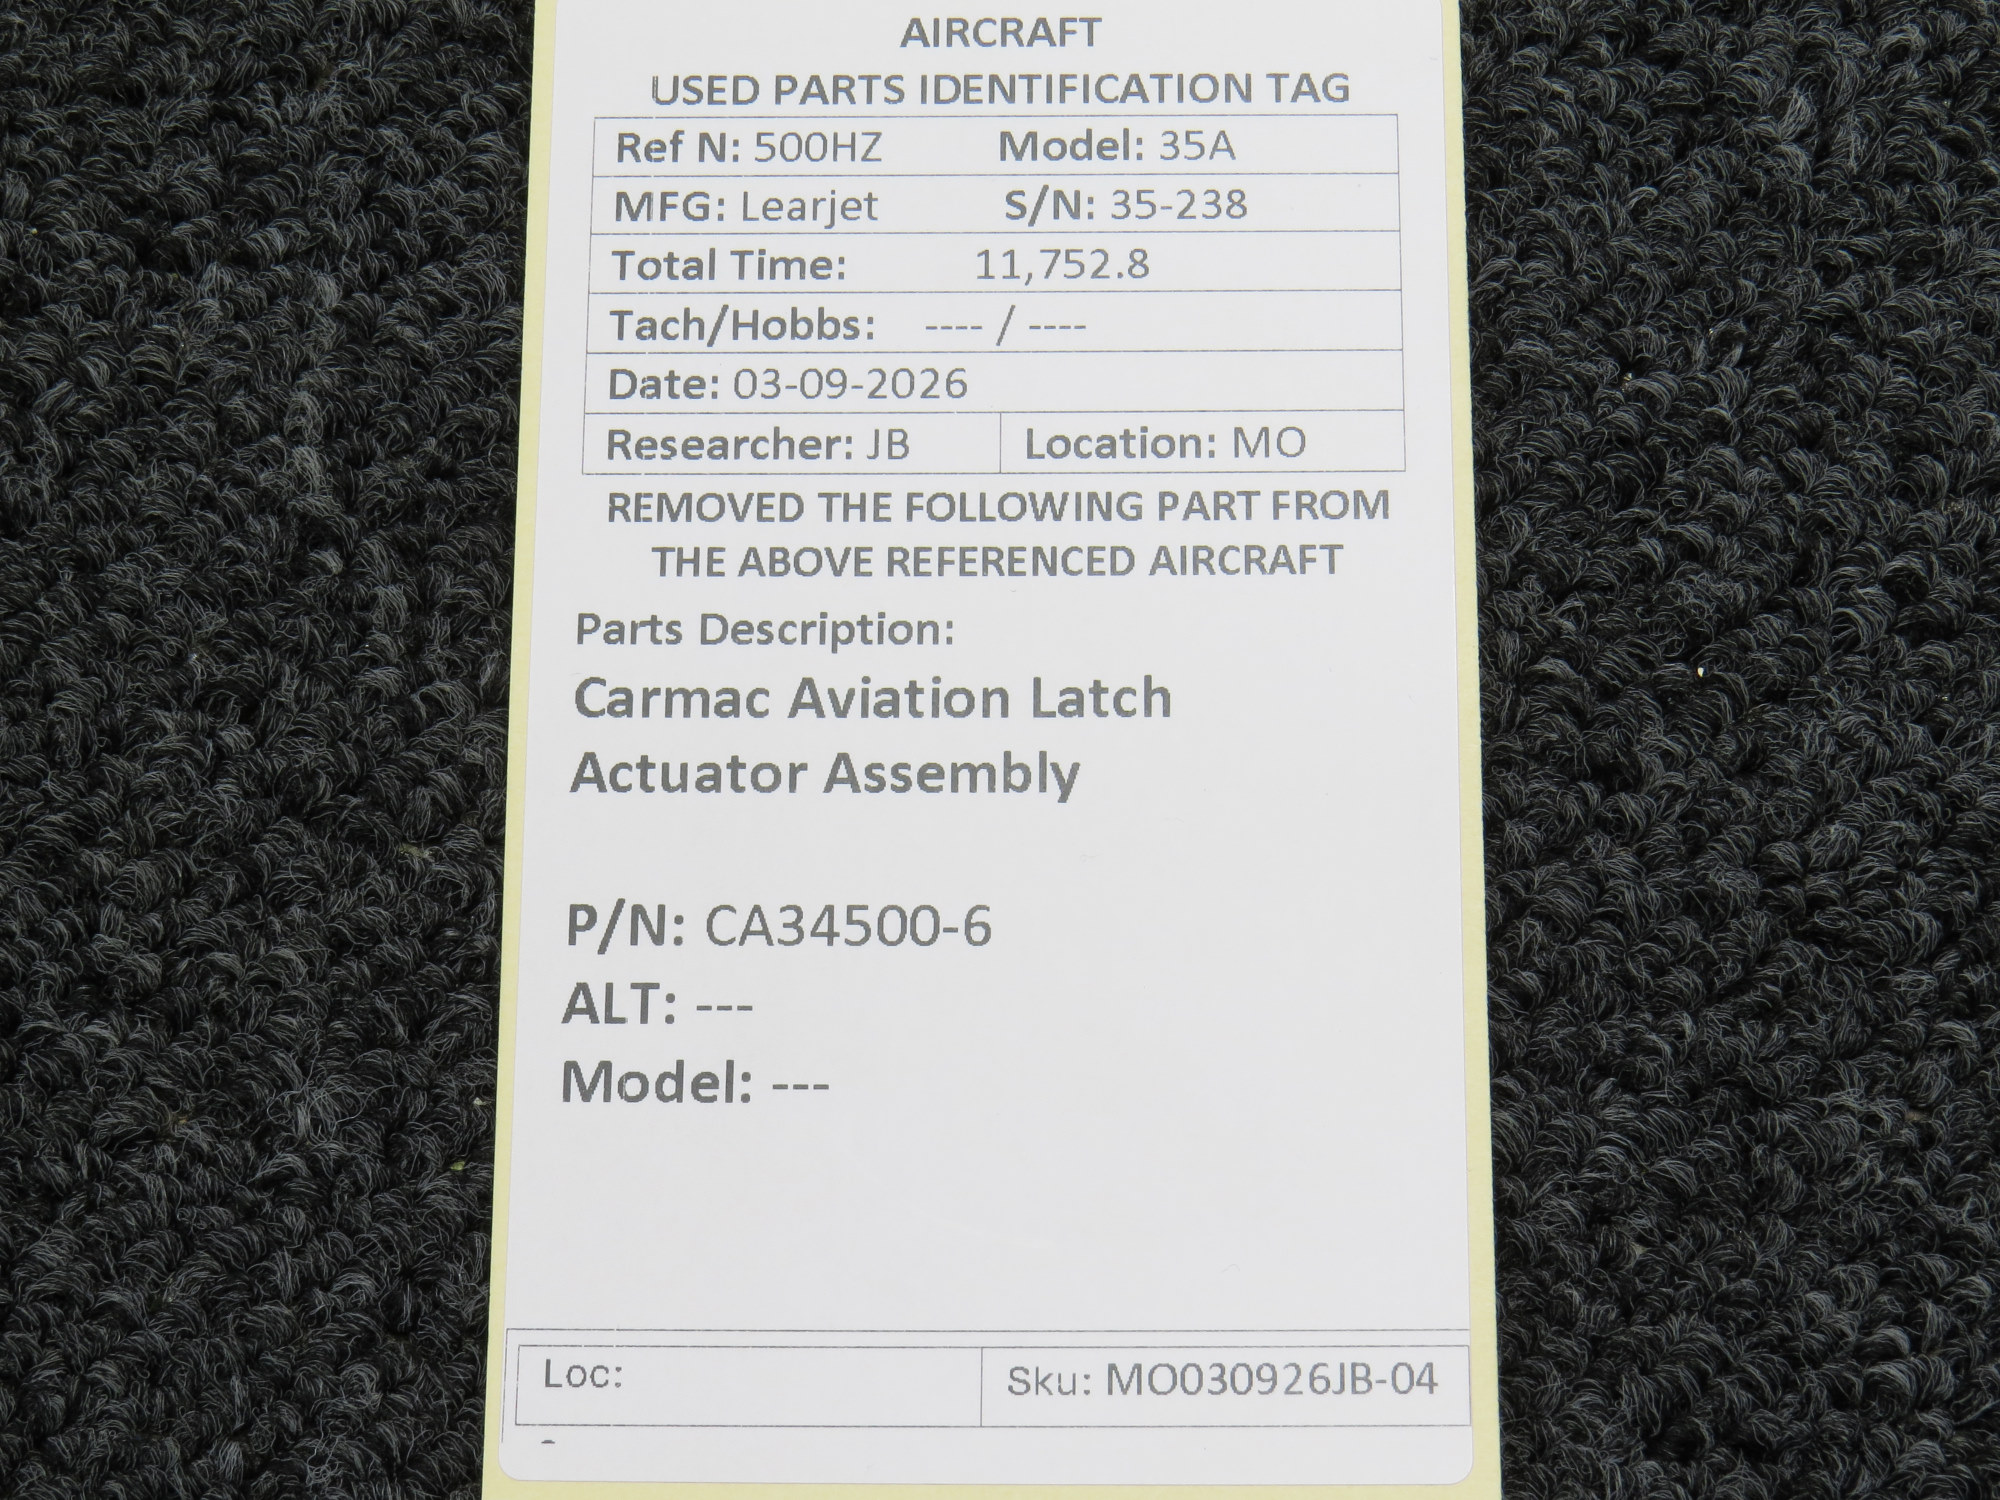 AIRCRAFT
USED PARTS IDENTIFICATION TAG
Ref N: 500HZ Model: 35A
MFG: Learjet S/N: 35-238
Total Time: 11,752.8
Tach/Hobbs: ---- / ----
Date: 03-09-2026
Researcher: JB Location: MO
REMOVED THE FOLLOWING PART FROM
THE ABOVE REFERENCED AIRCRAFT
Parts Description:
Carmac Aviation Latch
Actuator Assembly
P/N: CA34500-6
ALT: ---
Model: ---
Loc: Sku: MO030926JB-04